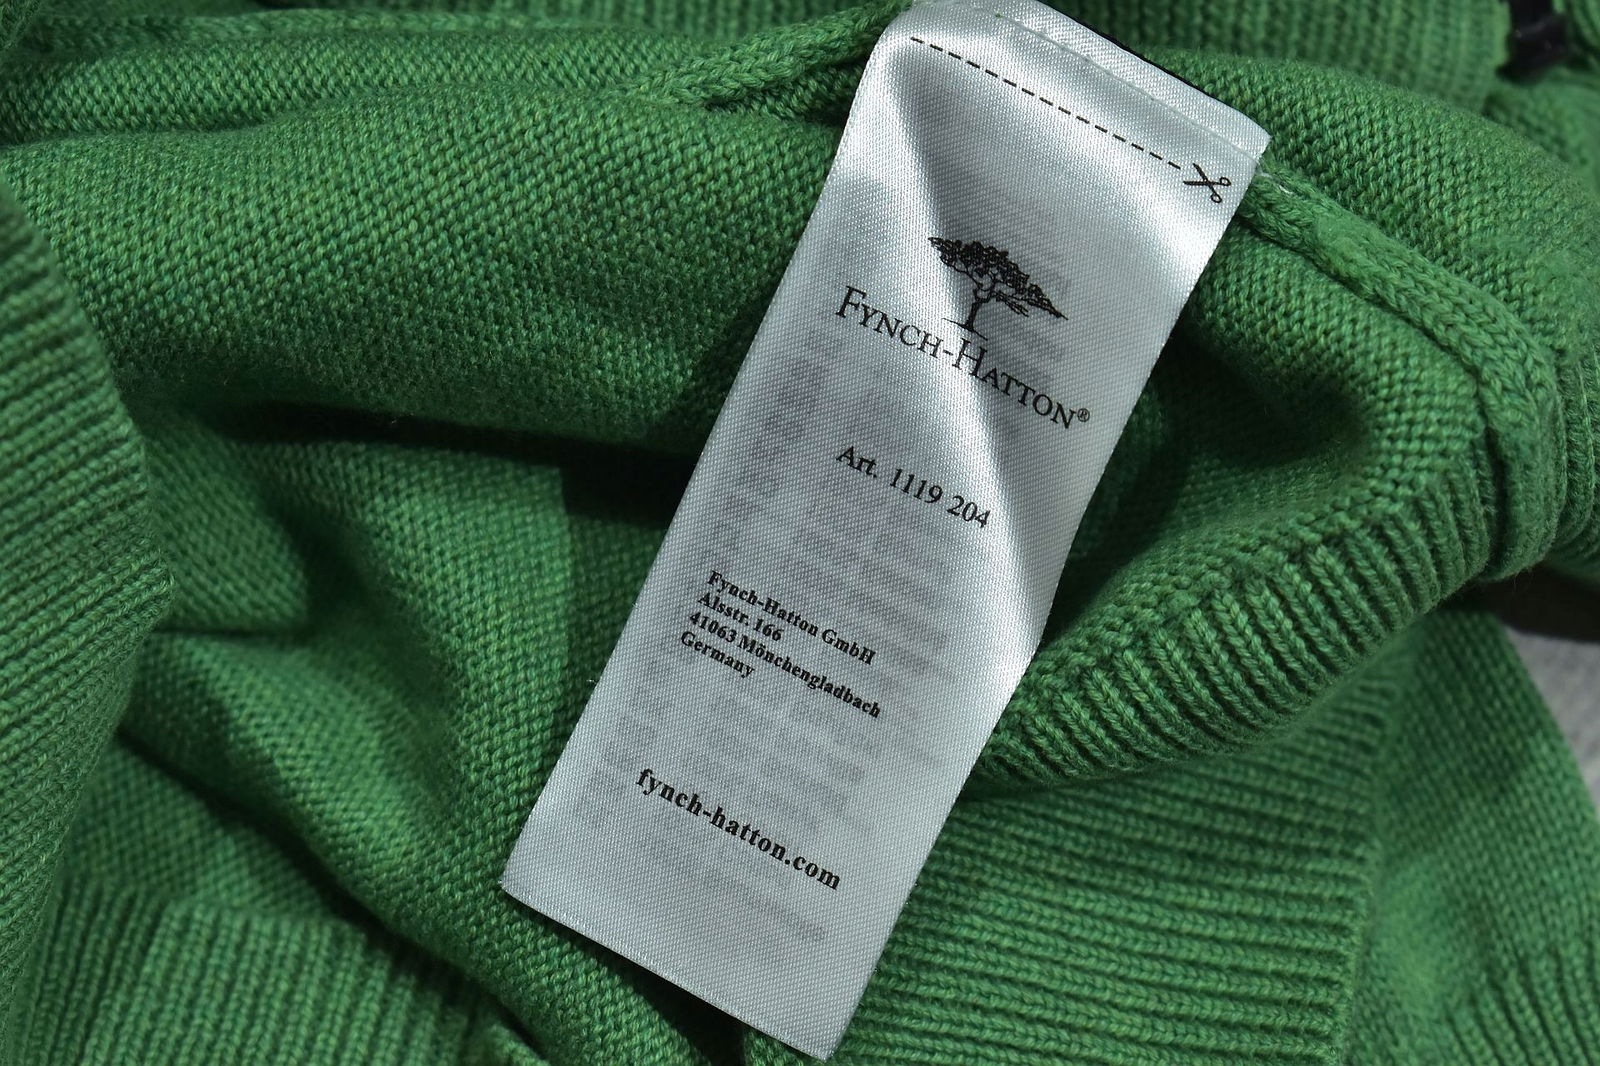 FYNCH-HATTON®
Art. 1119 204
Fynch-Hatton GmbH
Alsstr. 166
41063 Mönchengladbach
Germany
fynch-hatton.com